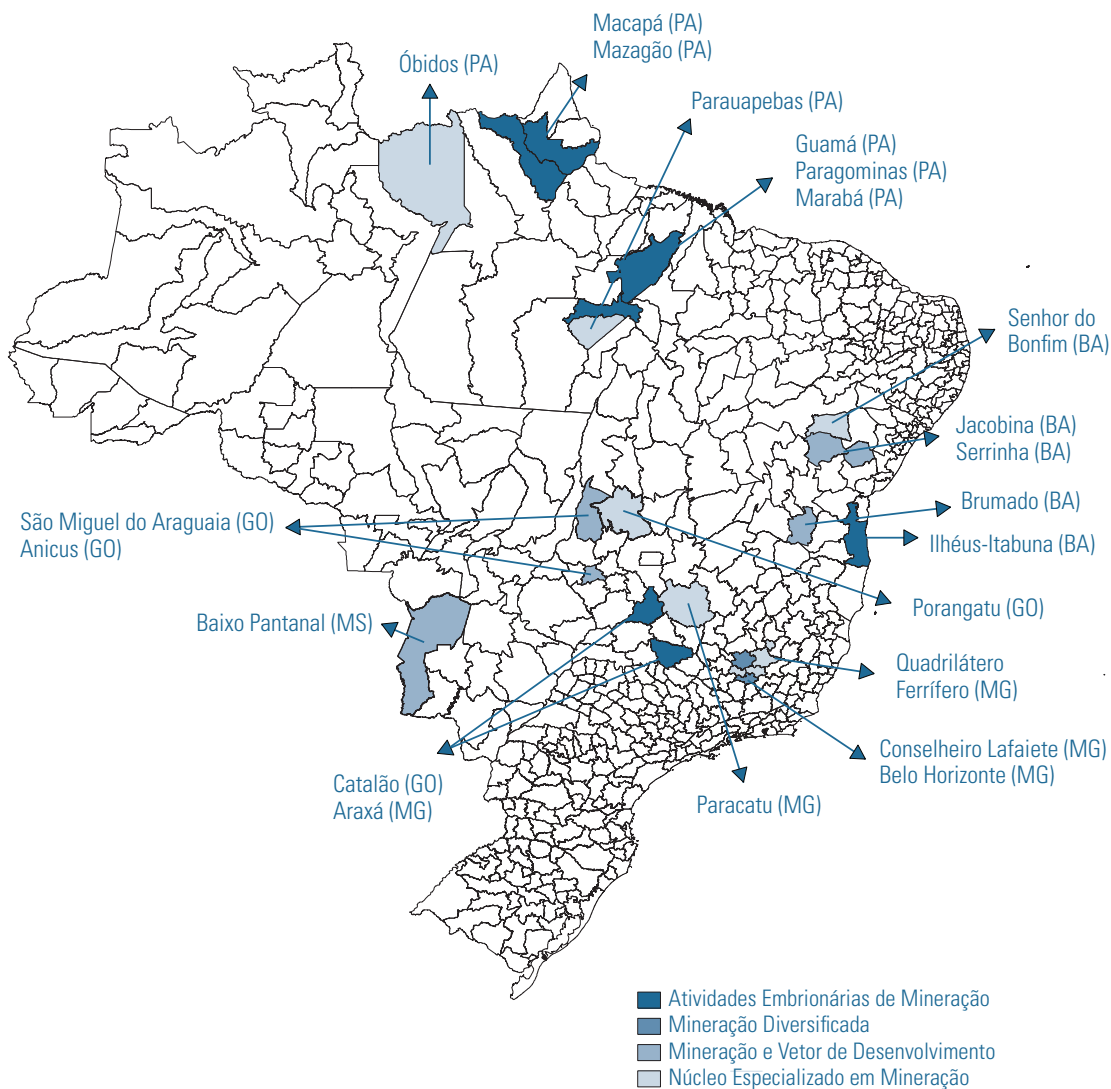 Macapá (PA)
Mazagão (PA)
Óbidos (PA)
Parauapebas (PA)
Guamá (PA)
Paragominas (PA)
Marabá (PA)
Senhor do
Bonfim (BA)
Jacobina (BA)
Serrinha (BA)
Brumado (BA)
São Miguel do Araguaia (GO)
Anicus (GO)
Ilhéus-Itabuna (BA)
Porangatu (GO)
Baixo Pantanal (MS)
Quadrilátero
Ferrífero (MG)
Conselheiro Lafaiete (MG)
Belo Horizonte (MG)
Catalão (GO)
Araxá (MG)
Paracatu (MG)
Atividades Embrionárias de Mineração
Mineração Diversificada
Mineração e Vetor de Desenvolvimento
Núcleo Especializado em Mineração